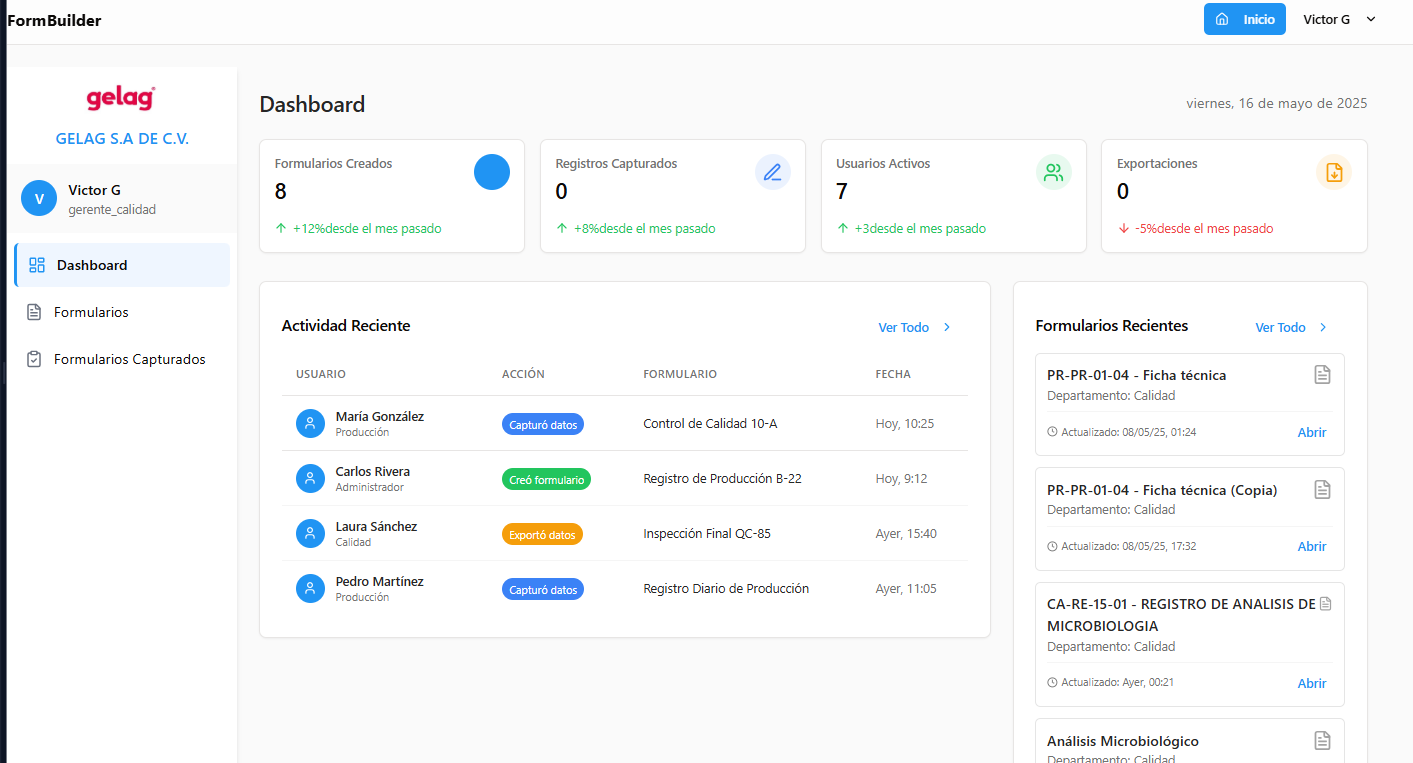 FormBuilder
Inicio
Victor G
gelag
GELAG S.A DE C.V.
V
Victor G
gerente_calidad
Dashboard
Formularios
Formularios Capturados
Dashboard
viernes, 16 de mayo de 2025
Formularios Creados
8
+12%desde el mes pasado
Registros Capturados
0
+8%desde el mes pasado
Usuarios Activos
7
+3desde el mes pasado
Exportaciones
0
-5%desde el mes pasado
Actividad Reciente
Ver Todo
USUARIO ACCIÓN FORMULARIO FECHA
María González
Producción
Capturó datos
Control de Calidad 10-A
Hoy, 10:25
Carlos Rivera
Administrador
Creó formulario
Registro de Producción B-22
Hoy, 9:12
Laura Sánchez
Calidad
Exportó datos
Inspección Final QC-85
Ayer, 15:40
Pedro Martínez
Producción
Capturó datos
Registro Diario de Producción
Ayer, 11:05
Formularios Recientes
Ver Todo
PR-PR-01-04 - Ficha técnica
Departamento: Calidad
Actualizado: 08/05/25, 01:24
Abrir
PR-PR-01-04 - Ficha técnica (Copia)
Departamento: Calidad
Actualizado: 08/05/25, 17:32
Abrir
CA-RE-15-01 - REGISTRO DE ANALISIS DE
MICROBIOLOGIA
Departamento: Calidad
Actualizado: Ayer, 00:21
Abrir
Análisis Microbiológico
Departamento: Calidad